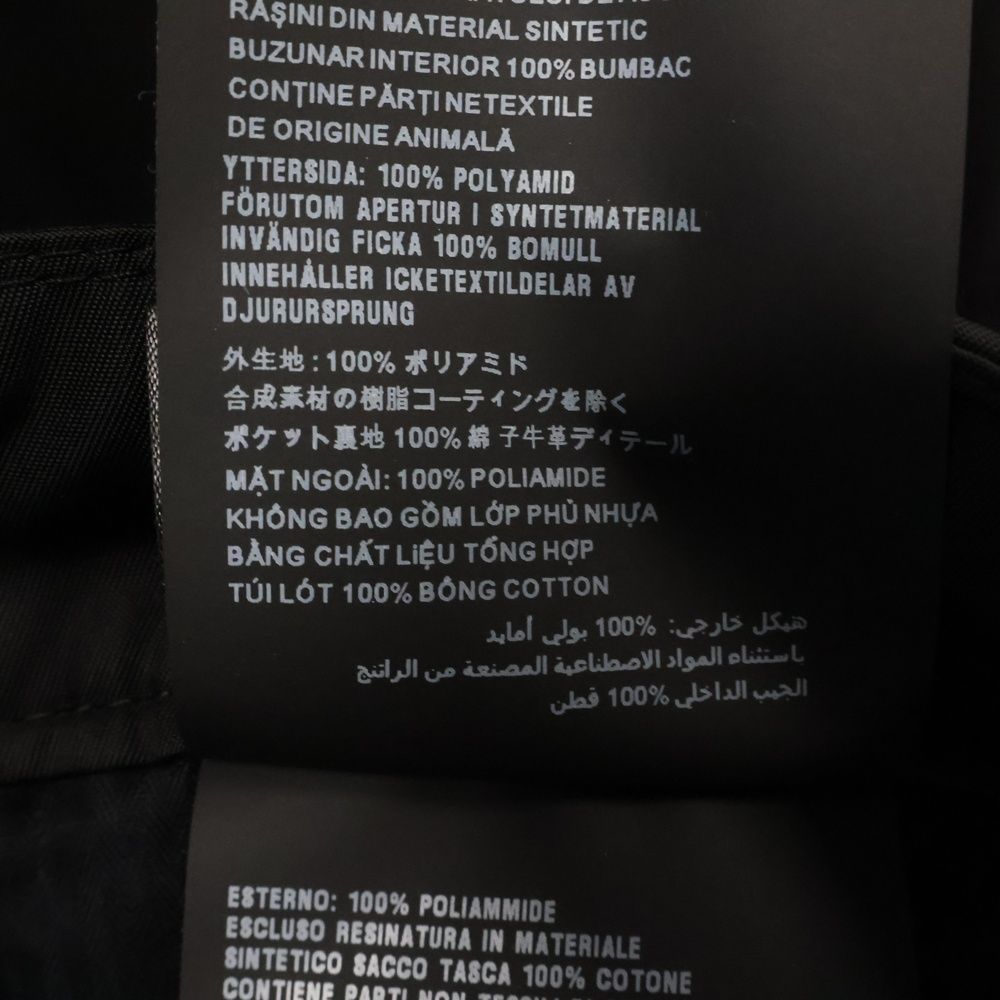 RĂȘINI DIN MATERIAL SINTETIC
BUZUNAR INTERIOR 100% BUMBAC
CONȚINE PĂRȚI NETEXTILE
DE ORIGINE ANIMALĂ
YTTERSIDA: 100% POLYAMID
FÖRUTOM APERTUR I SYNTETMATERIAL
INVÄNDIG FICKA 100% BOMULL
INNEHÅLLER ICKETEXTILDELAR AV
DJURURSPRUNG
外生地:100% ポリアミド
合成素材の樹脂コーティングを除く
ポケット裏地 100% 綿 子牛革ディテール
MẶT NGOÀI: 100% POLIAMIDE
KHÔNG BAO GỒM LỚP PHỦ NHỰA
BẰNG CHẤT LIỆU TỔNG HỢP
TÚI LÓT 100% BÔNG COTTON
هيكل خارجي: %100 بولي أمايد
باستثناء المواد الاصطناعية المصنعة من الراتنج
الجيب الداخلي %100 قطن
ESTERNO: 100% POLIAMMIDE
ESCLUSO RESINATURA IN MATERIALE
SINTETICO SACCO TASCA 100% COTONE
CONTIENE PARTI NON